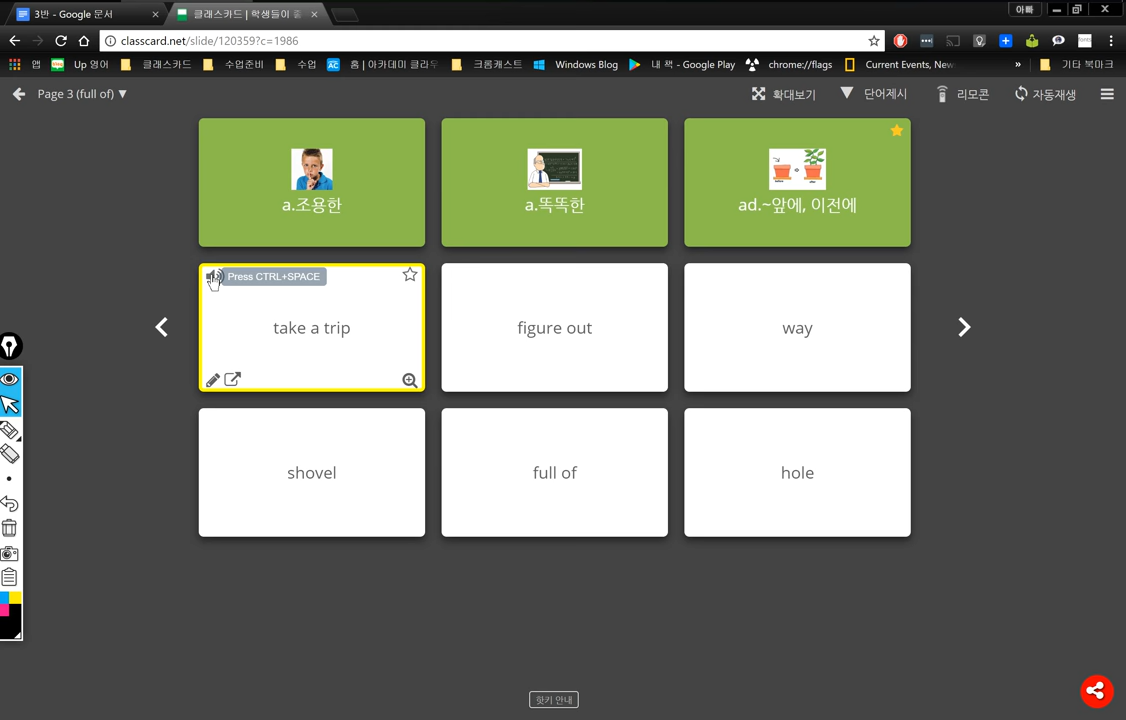 3반 - Google 문서
클래스카드 | 학생들이 좋
아빠
classcard.net/slide/120359?c=1986
앱
Up 영어
클래스카드
수업준비
수업
홈 | 아카데미 클라우
크롬캐스트
Windows Blog
내 책 - Google Play
chrome://flags
Current Events, New
»
기타 북마크
Page 3 (full of) ▼
확대보기
단어제시
리모콘
자동재생
a.조용한
a.똑똑한
ad.~앞에, 이전에
Press CTRL+SPACE
take a trip
figure out
way
shovel
full of
hole
핫키 안내